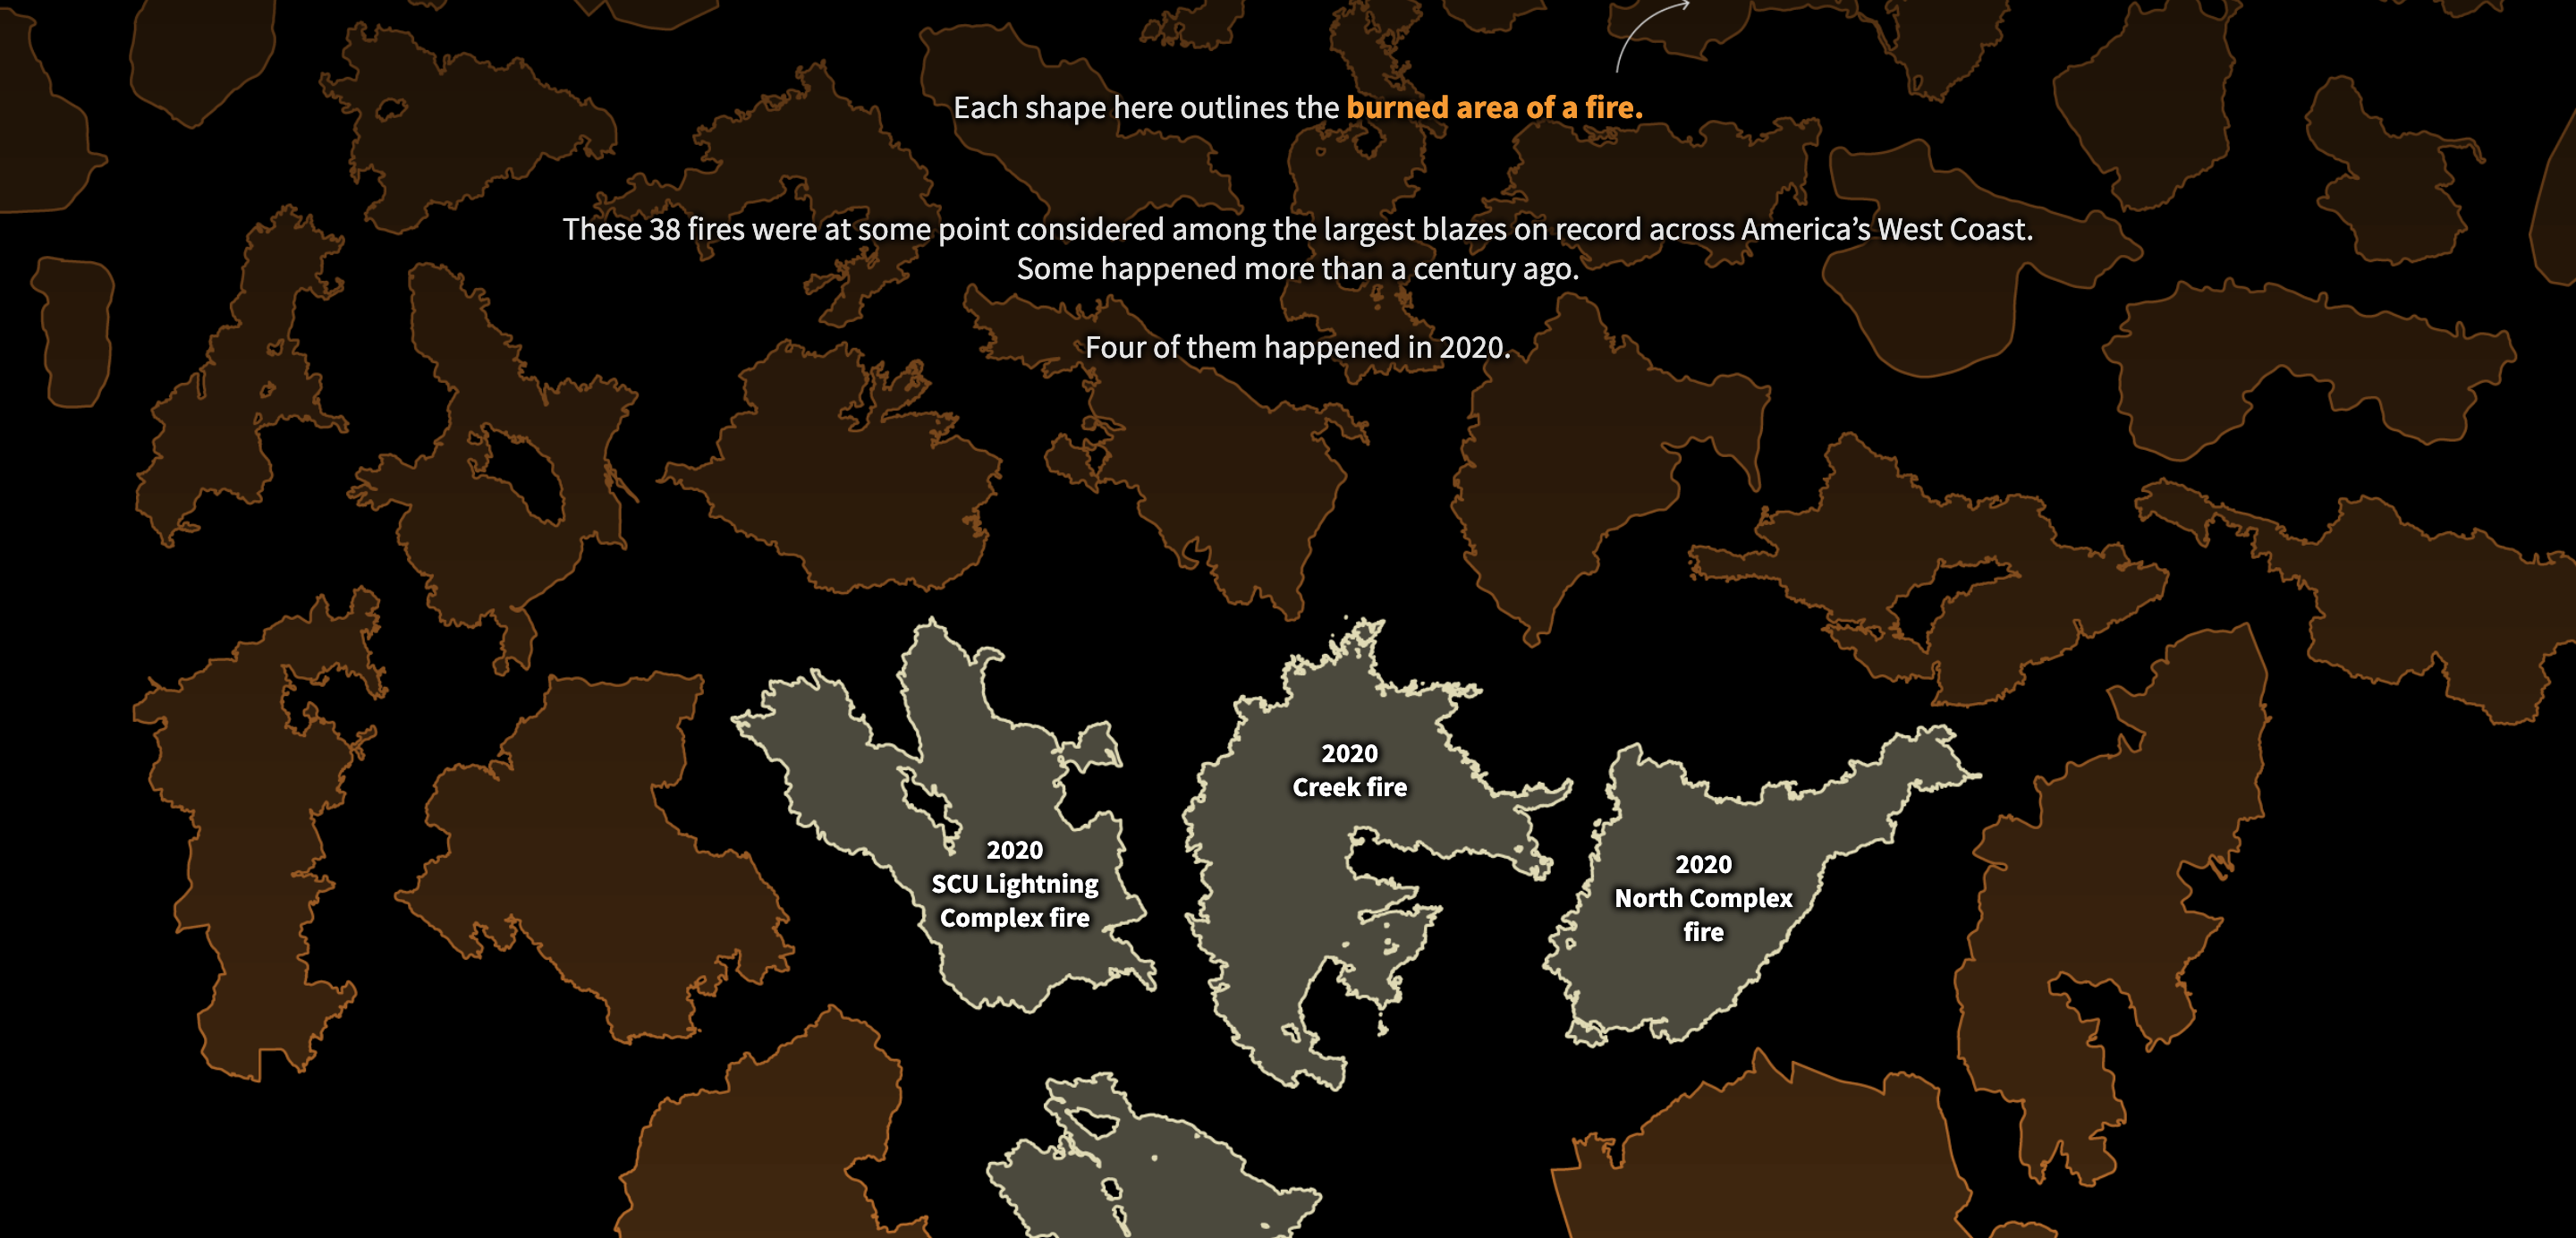 Each shape here outlines the burned area of a fire.
These 38 fires were at some point considered among the largest blazes on record across America’s West Coast.
Some happened more than a century ago.
Four of them happened in 2020.
2020
Creek fire
2020
SCU Lightning
Complex fire
2020
North Complex
fire